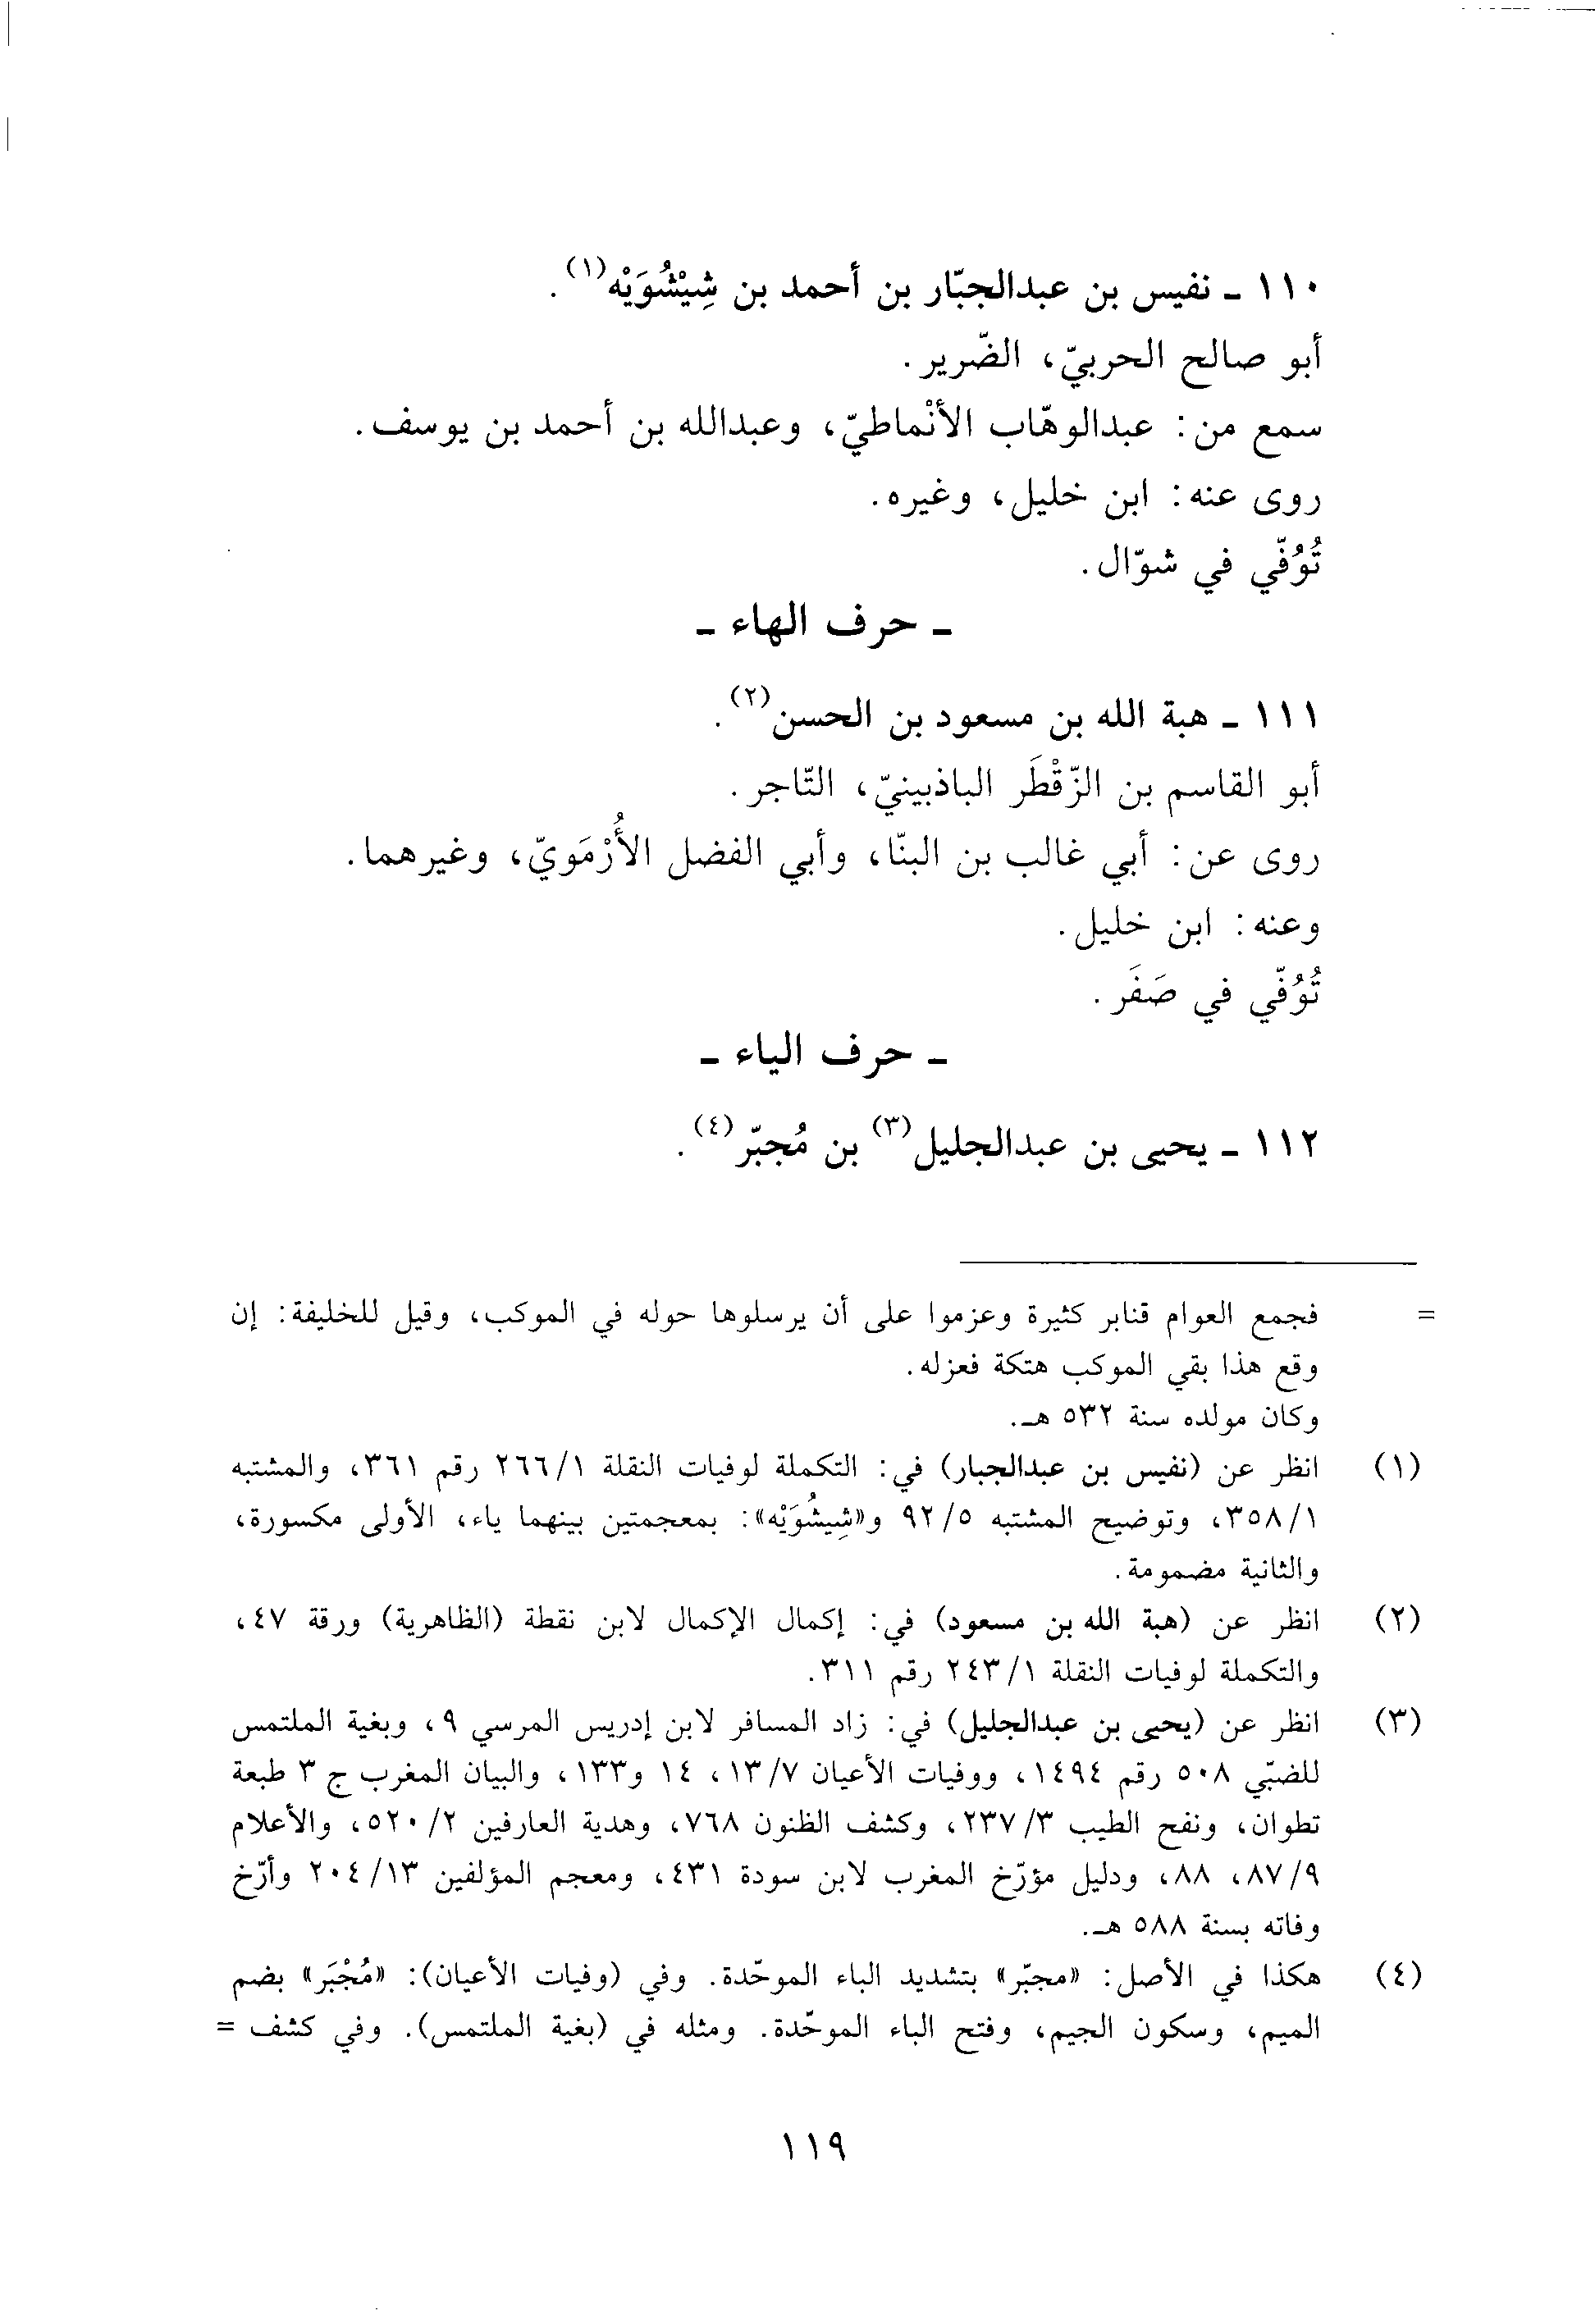 ١١٠ ـ نفيس بن عبدالجبّار بن أحمد بن شِيْشُوَيْه(١).
أبو صالح الحربيّ، الضّرير.
سمع من: عبدالوهّاب الأنْماطيّ، وعبدالله بن أحمد بن يوسف.
روى عنه: ابن خليل، وغيره.
تُوُفّي في شوّال.
ـ حرف الهاء ـ
١١١ ـ هبة الله بن مسعود بن الحسن(٢).
أبو القاسم بن الزّقْطَر الباذبينيّ، التّاجر.
روى عن: أبي غالب بن البنّا، وأبي الفضل الأُرْمَويّ، وغيرهما.
وعنه: ابن خليل.
تُوُفّي في صَفَر.
ـ حرف الياء ـ
١١٢ ـ يحيى بن عبدالجليل(٣) بن مُجبّر(٤).
= فجمع العوام قنابر كثيرة وعزموا على أن يرسلوها حوله في الموكب، وقيل للخليفة: إن
وقع هذا بقي الموكب هتكة فعزله.
وكان مولده سنة ٥٣٢ هـ.
(١) انظر عن (نفيس بن عبدالجبار) في: التكملة لوفيات النقلة ٢٦٦/١ رقم ٣٦١، والمشتبه
٣٥٨/١، وتوضيح المشتبه ٩٢/٥ و«شِيشُوَيْه»: بمعجمتين بينهما ياء، الأولى مكسورة،
والثانية مضمومة.
(٢) انظر عن (هبة الله بن مسعود) في: إكمال الإكمال لابن نقطة (الظاهرية) ورقة ٤٧،
والتكملة لوفيات النقلة ٢٤٣/١ رقم ٣١١.
(٣) انظر عن (يحيى بن عبدالجليل) في: زاد المسافر لابن إدريس المرسي ٩، وبغية الملتمس
للضبّي ٥٠٨ رقم ١٤٩٤، ووفيات الأعيان ١٣/٧، ١٤ و١٣٣، والبيان المغرب ج ٣ طبعة
تطوان، ونفح الطيب ٢٣٧/٣، وكشف الظنون ٧٦٨، وهدية العارفين ٥٢٠/٢، والأعلام
٨٧/٩، ٨٨، ودليل مؤرّخ المغرب لابن سودة ٤٣١، ومعجم المؤلفين ٢٠٤/١٣ وأرّخ
وفاته بسنة ٥٨٨ هـ.
(٤) هكذا في الأصل: «مجبّر» بتشديد الباء الموحّدة. وفي (وفيات الأعيان): «مُجْبَر» بضم
الميم، وسكون الجيم، وفتح الباء الموحّدة. ومثله في (بغية الملتمس). وفي كشف =
١١٩